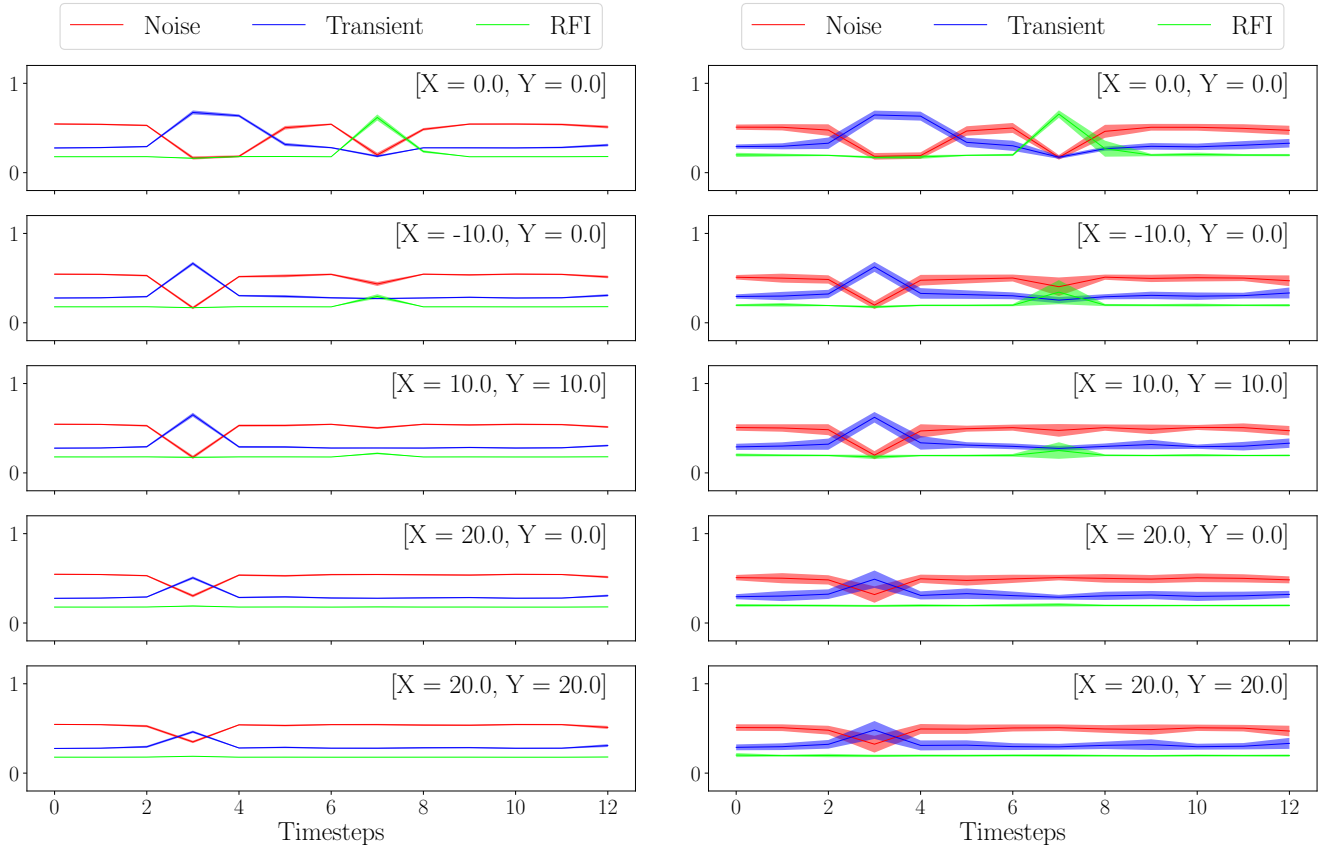 Noise Transient RFI
1
[X = 0.0, Y = 0.0]
0
1
[X = -10.0, Y = 0.0]
0
1
[X = 10.0, Y = 10.0]
0
1
[X = 20.0, Y = 0.0]
0
1
[X = 20.0, Y = 20.0]
0
0 2 4 6 8 10 12
Timesteps
Noise Transient RFI
1
[X = 0.0, Y = 0.0]
0
1
[X = -10.0, Y = 0.0]
0
1
[X = 10.0, Y = 10.0]
0
1
[X = 20.0, Y = 0.0]
0
1
[X = 20.0, Y = 20.0]
0
0 2 4 6 8 10 12
Timesteps